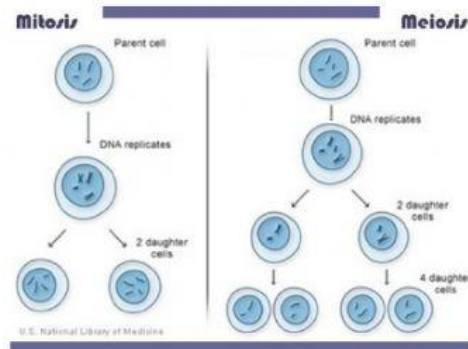 Mitosis
Parent cell
DNA replicates
2 daughter
cells
U.S. National Library of Medicine
Meiosis
Parent cell
DNA replicates
2 daughter
cells
4 daughter
cells